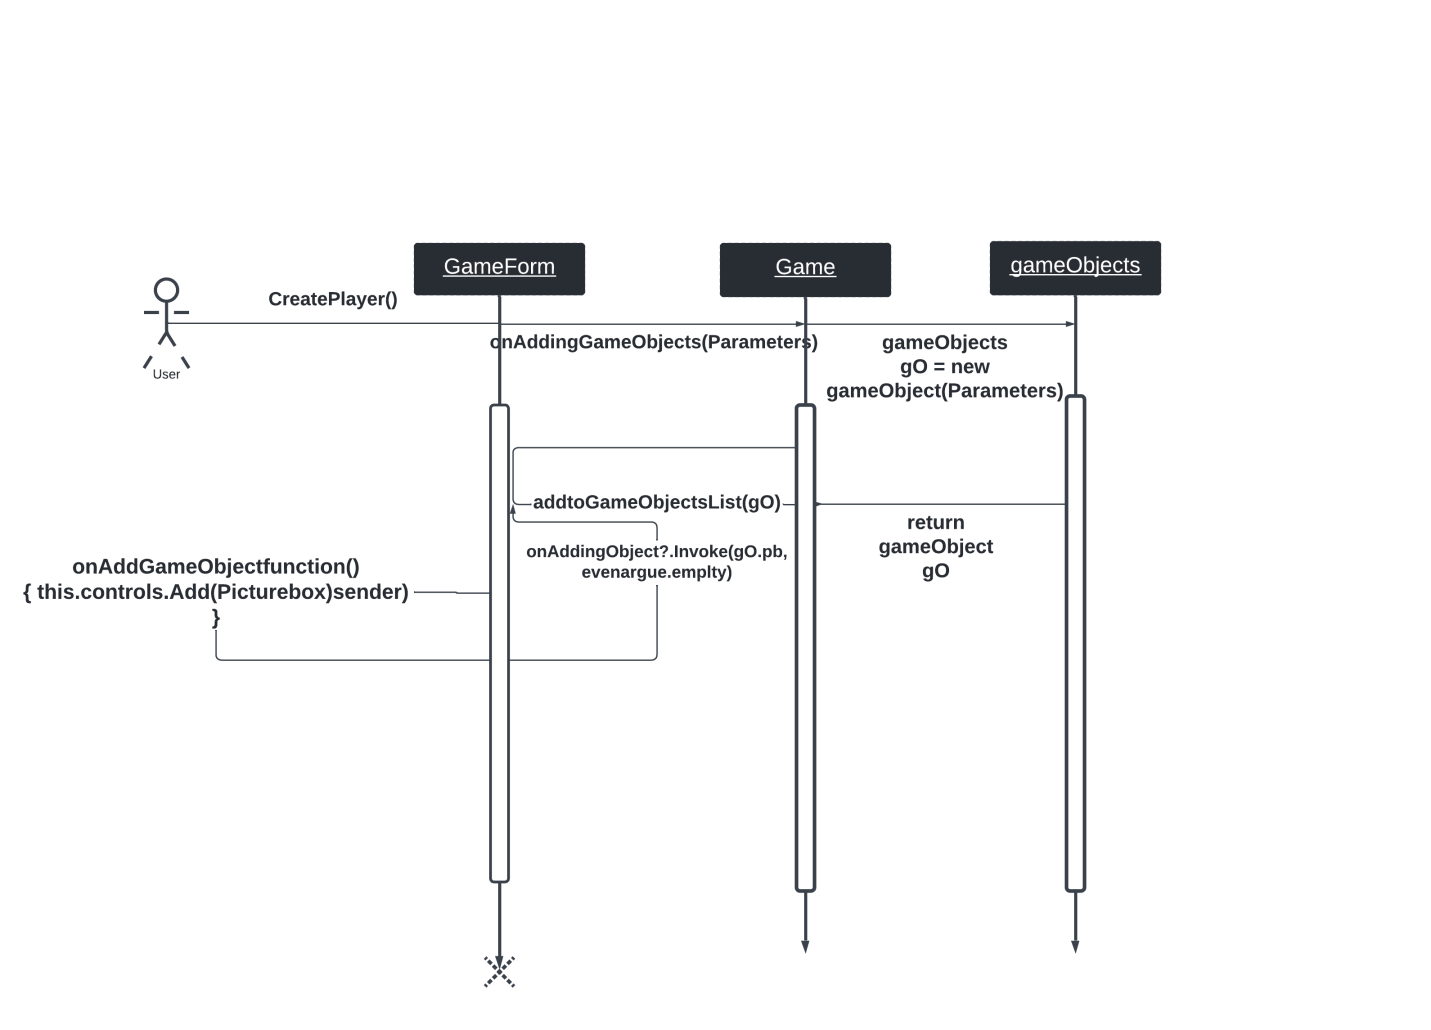 GameForm
Game
gameObjects
CreatePlayer()
onAddingGameObjects(Parameters)
gameObjects
gO = new
gameObject(Parameters)
User
addtoGameObjectsList(gO)
return
gameObject
gO
onAddingObject?.Invoke(gO.pb,
evenargue.emplty)
onAddGameObjectfunction()
{ this.controls.Add(Picturebox)sender)
}